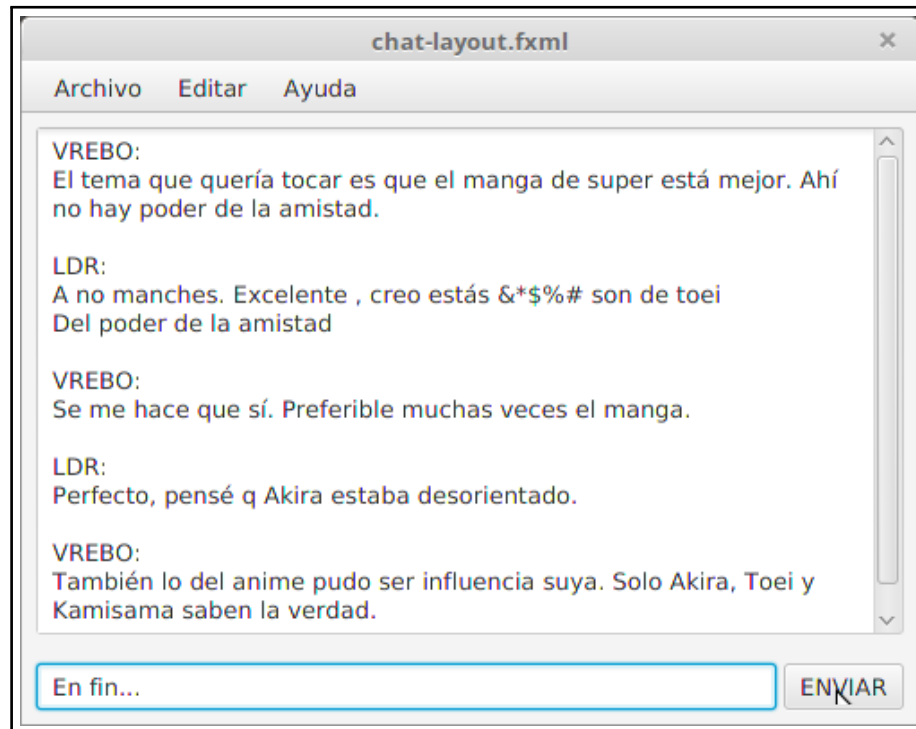 chat-layout.fxml
Archivo Editar Ayuda
VREBO:
El tema que quería tocar es que el manga de super está mejor. Ahí
no hay poder de la amistad.
LDR:
A no manches. Excelente , creo estás &*$%# son de toei
Del poder de la amistad
VREBO:
Se me hace que sí. Preferible muchas veces el manga.
LDR:
Perfecto, pensé q Akira estaba desorientado.
VREBO:
También lo del anime pudo ser influencia suya. Solo Akira, Toei y
Kamisama saben la verdad.
En fin...
ENVIAR